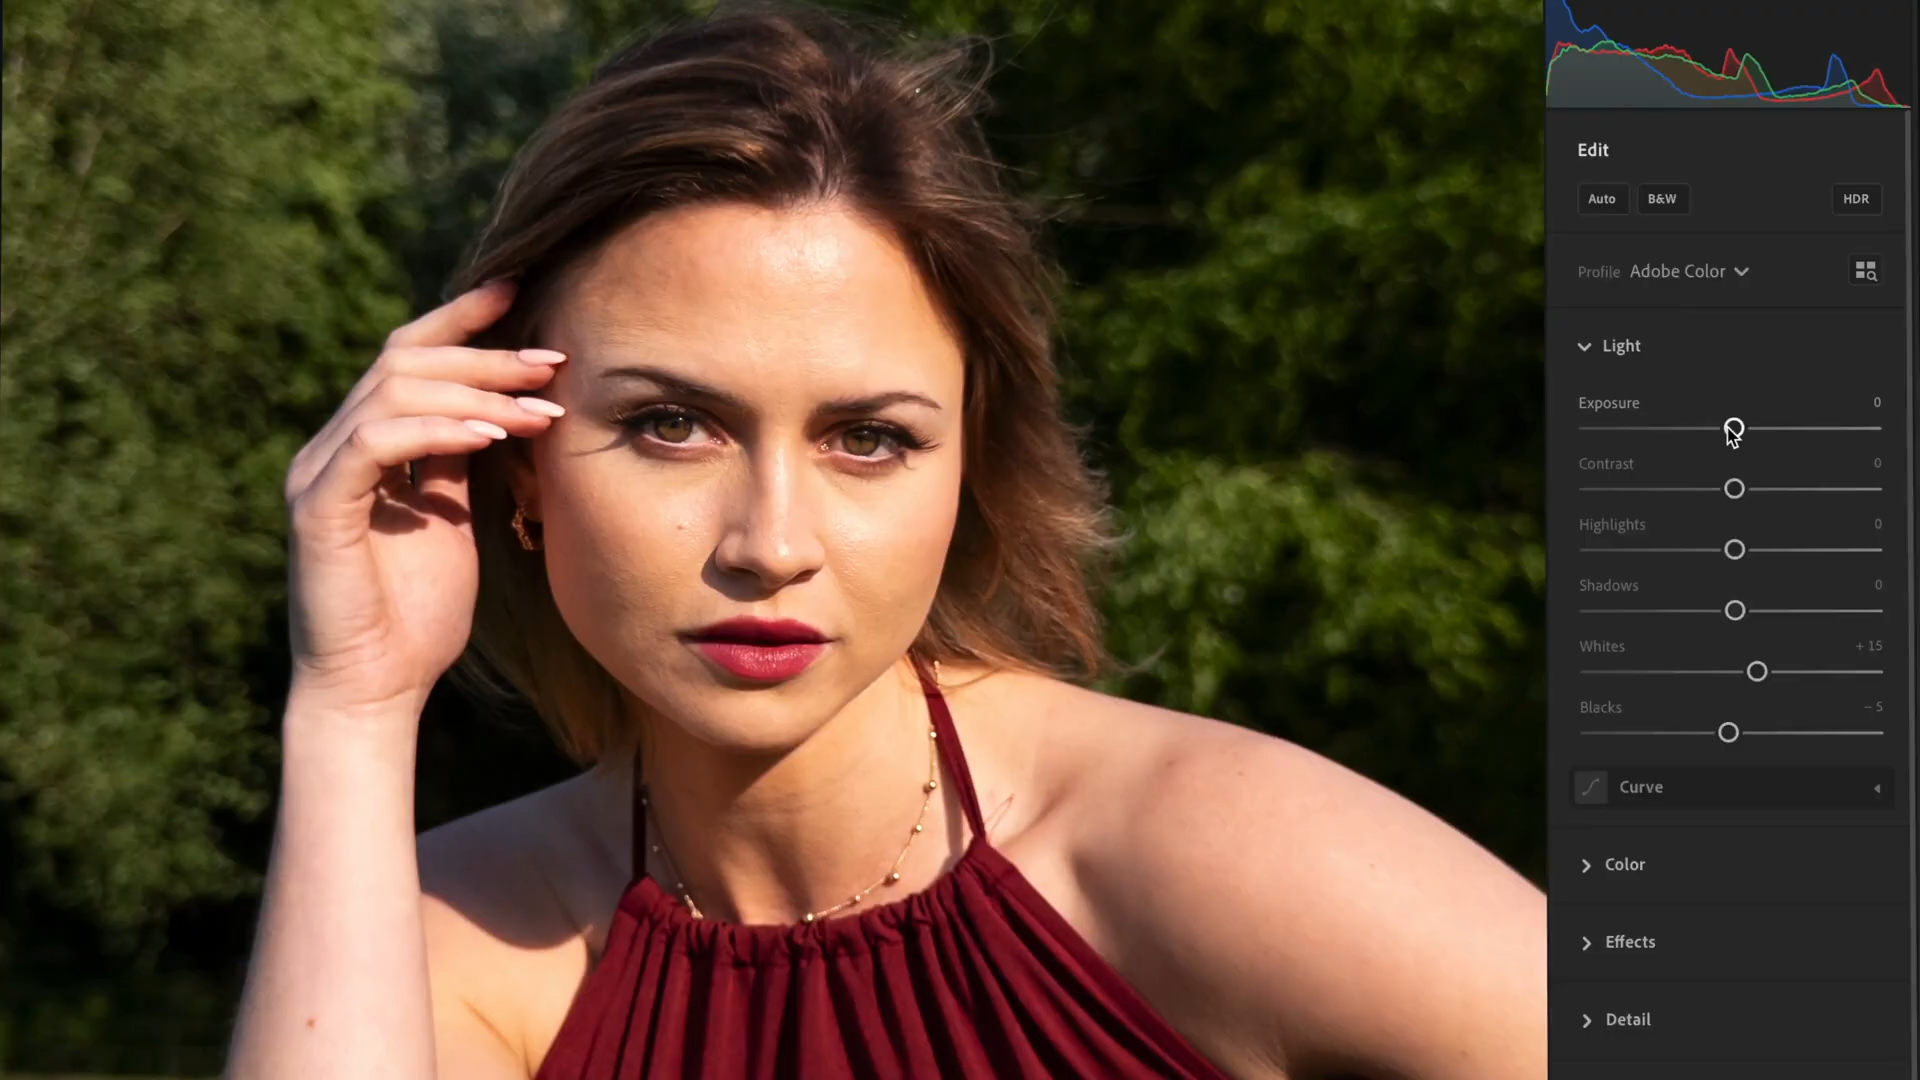 Edit
Auto B&W HDR
Profile Adobe Color
Light
Exposure 0
Contrast 0
Highlights 0
Shadows 0
Whites + 15
Blacks – 5
Curve
Color
Effects
Detail